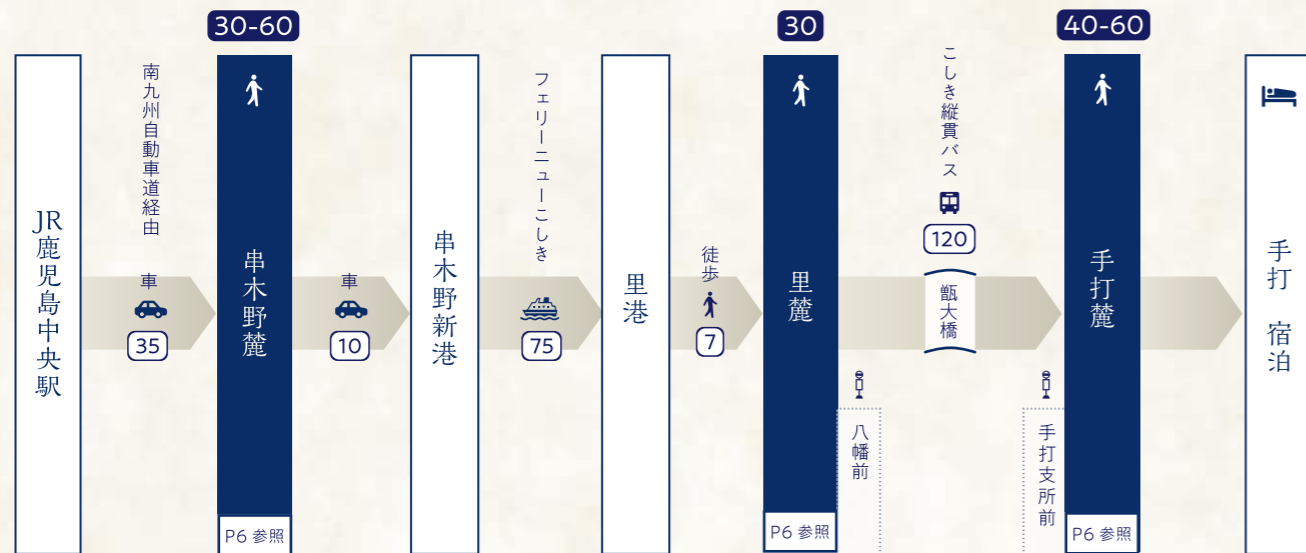 JR鹿児島中央駅
南九州自動車道経由
車
35
30-60
串木野麓
P6 参照
車
10
串木野新港
フェリーニューこしき
75
里港
徒歩
7
30
里麓
P6 参照
八幡前
こしき縦貫バス
120
甑大橋
手打支所前
40-60
手打麓
P6 参照
手打 宿泊